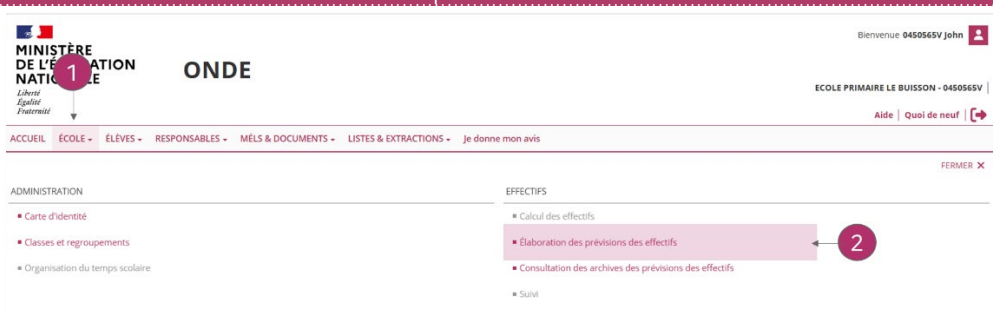 MINISTÈRE
DE L'É ATION
NATI E
Liberté
Égalité
Fraternité
1
ONDE
Bienvenue 0450565V John
ECOLE PRIMAIRE LE BUISSON - 0450565V
Aide | Quoi de neuf
ACCUEIL ÉCOLE ÉLÈVES RESPONSABLES MÉLS & DOCUMENTS LISTES & EXTRACTIONS Je donne mon avis
FERMER X
ADMINISTRATION
Carte d'identité
Classes et regroupements
Organisation du temps scolaire
EFFECTIFS
Calcul des effectifs
Élaboration des prévisions des effectifs
2
Consultation des archives des prévisions des effectifs
Suivi